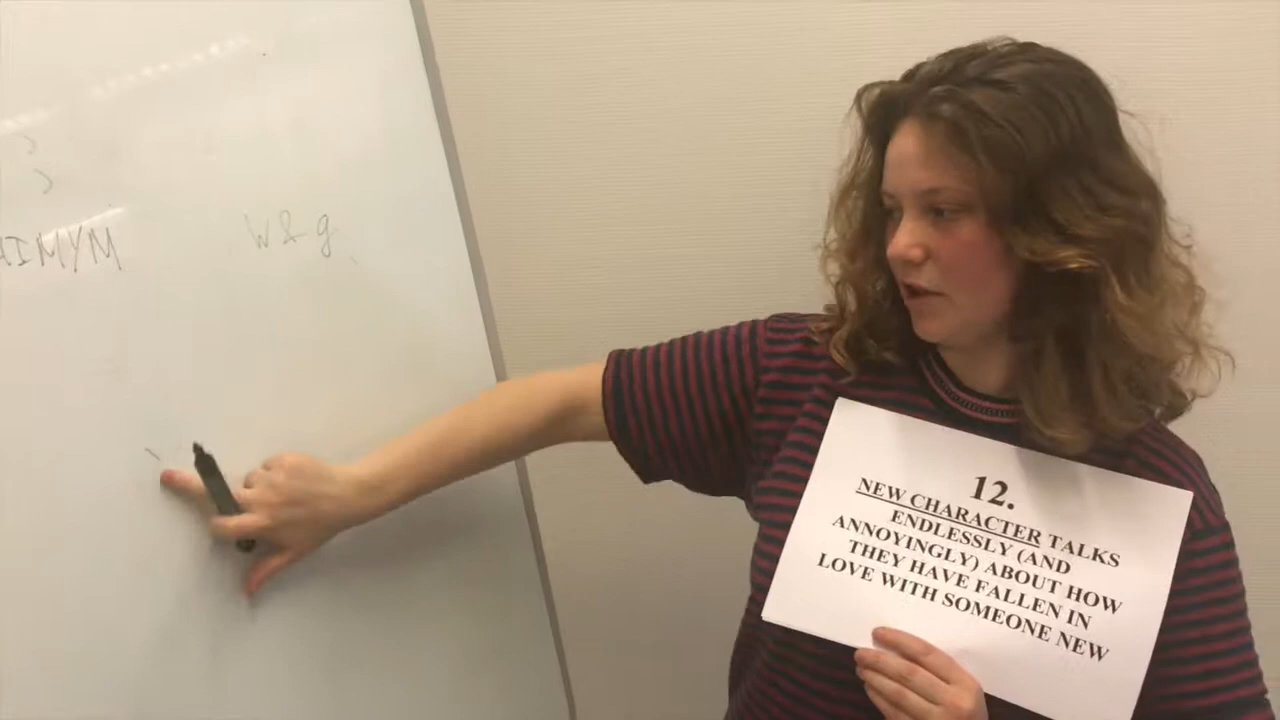 HIMYM
W & g
12.
NEW CHARACTER TALKS
ENDLESSLY (AND
ANNOYINGLY) ABOUT HOW
THEY HAVE FALLEN IN
LOVE WITH SOMEONE NEW